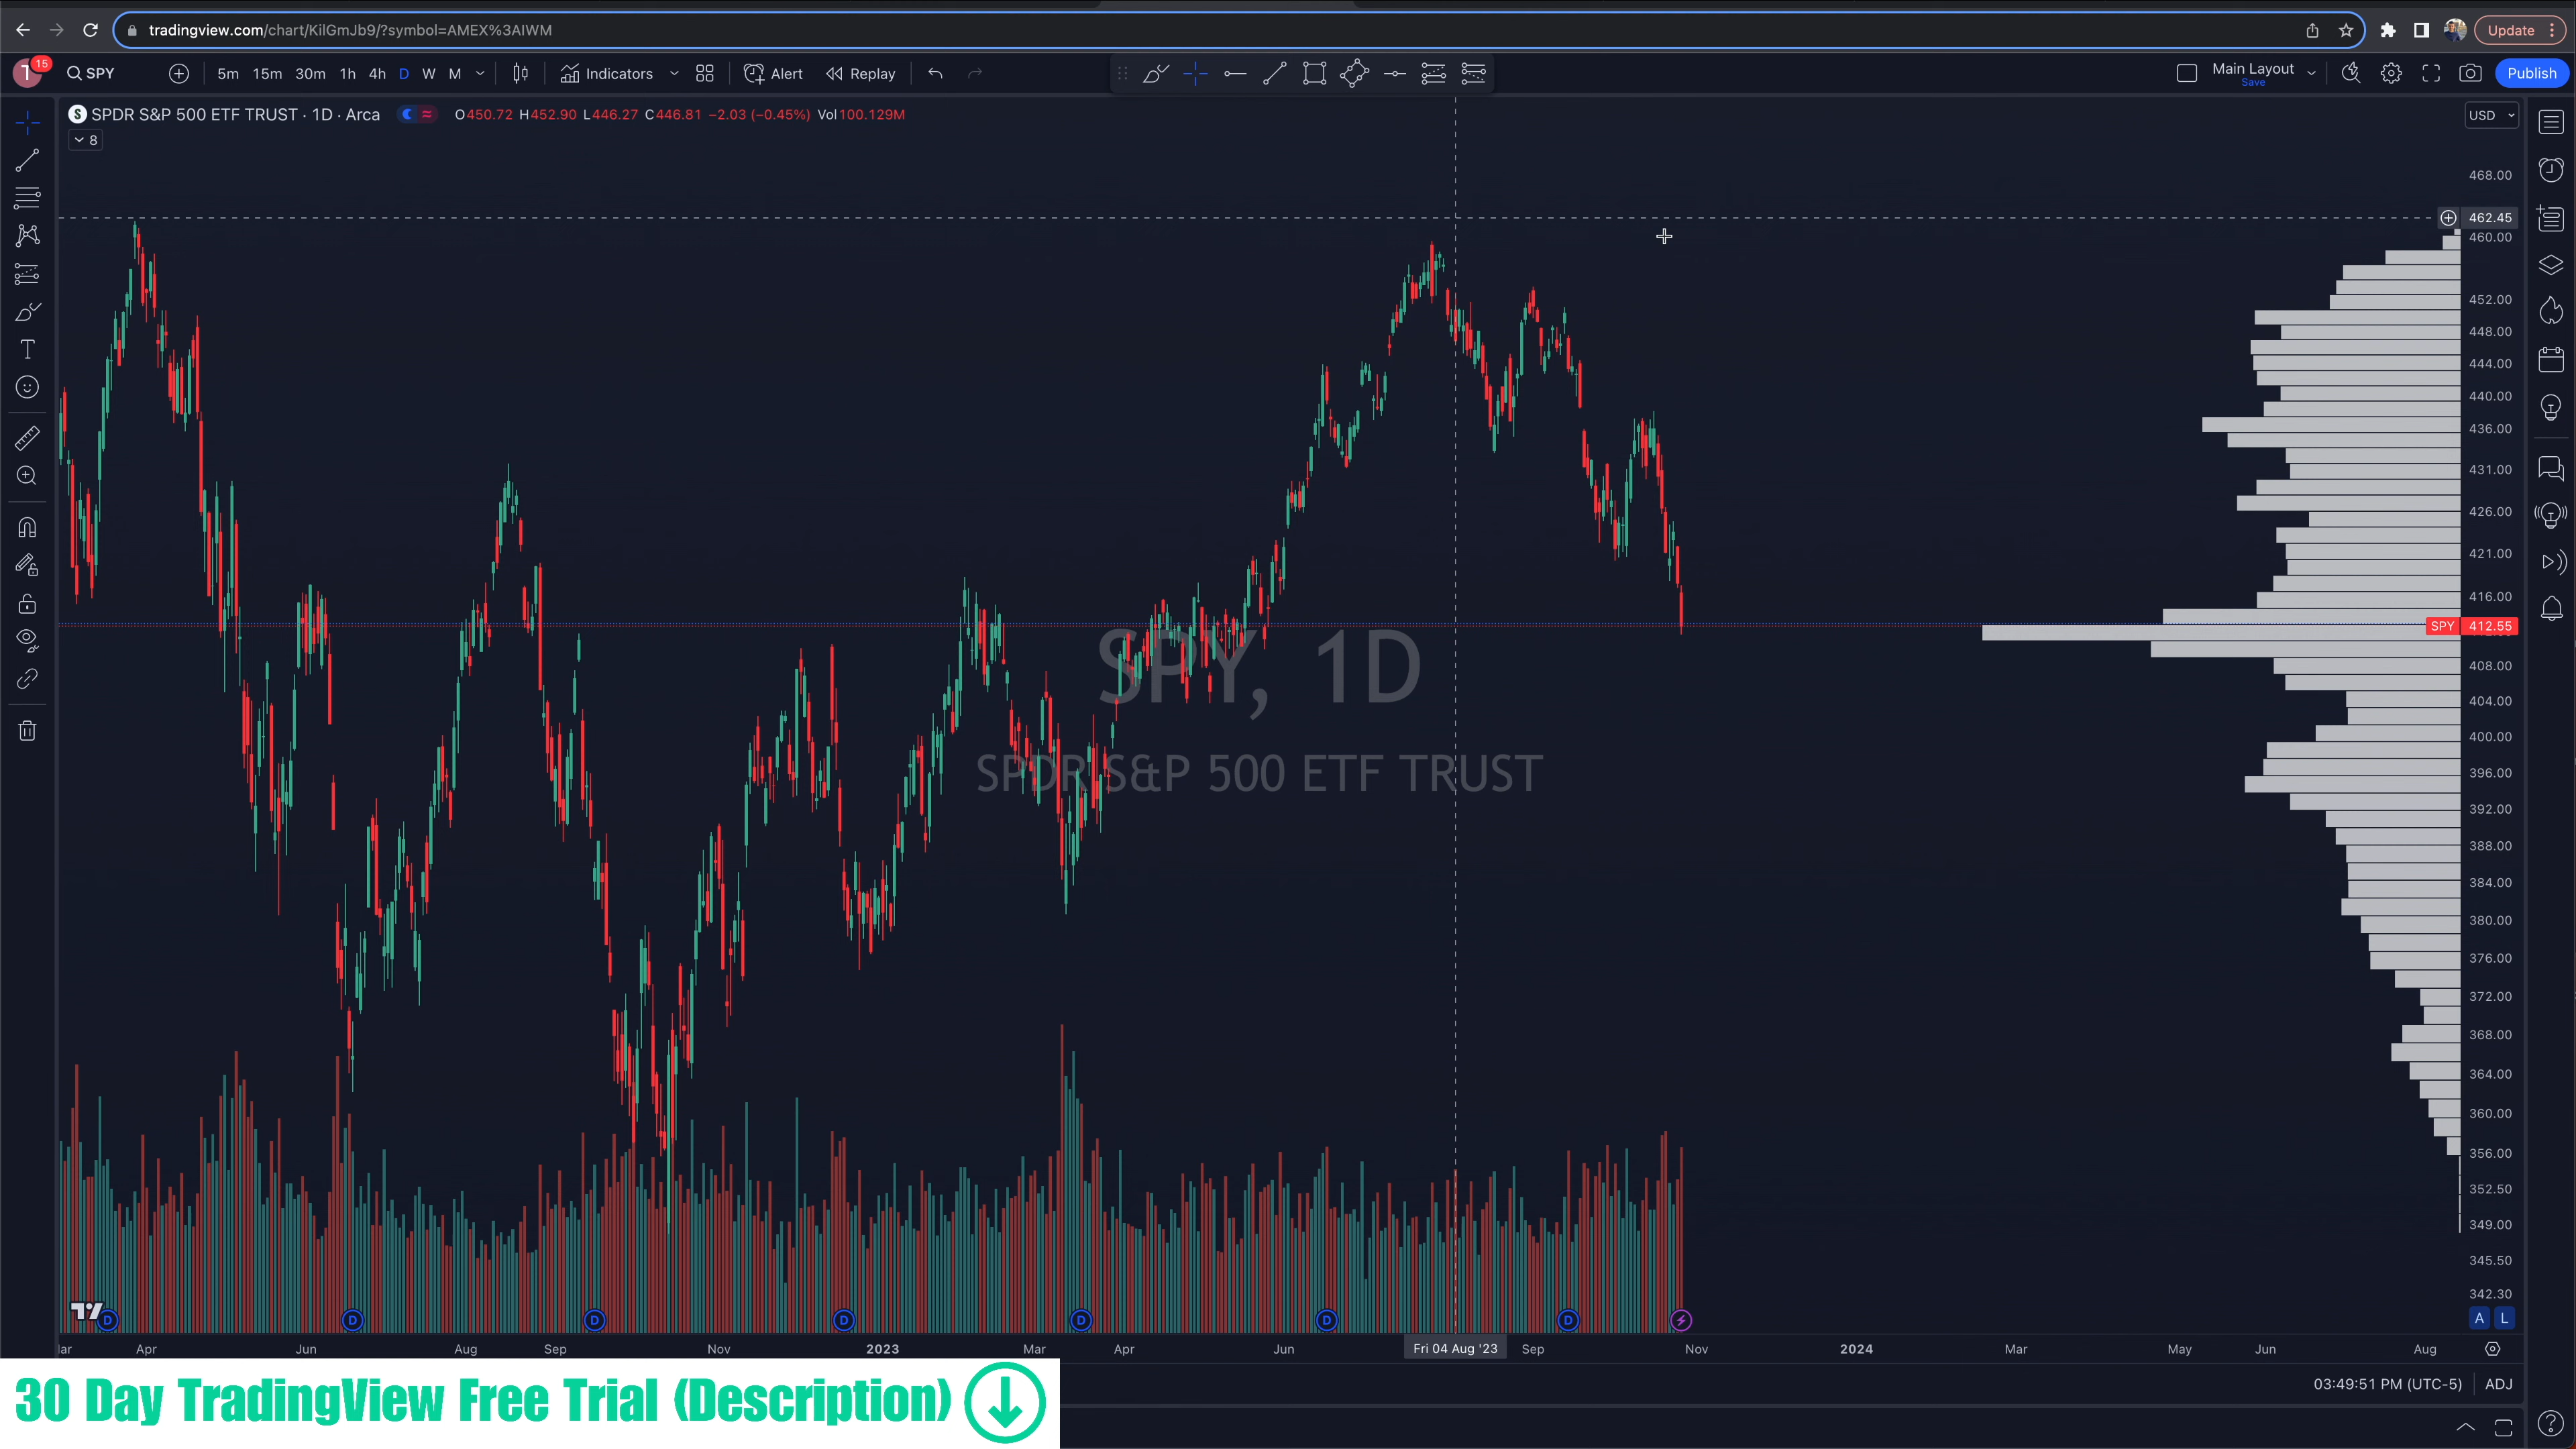 tradingview.com/chart/KilGmJb9/?symbol=AMEX%3AIWM
Update
15
SPY
5m 15m 30m 1h 4h D W M
Indicators
Alert
Replay
Main Layout
Save
Publish
SPDR S&P 500 ETF TRUST · 1D · Arca
O450.72 H452.90 L446.27 C446.81 −2.03 (−0.45%) Vol100.129M
USD
8
468.00
462.45
460.00
452.00
448.00
444.00
440.00
436.00
431.00
426.00
421.00
416.00
SPY 412.55
408.00
404.00
400.00
396.00
392.00
388.00
384.00
380.00
376.00
372.00
368.00
364.00
360.00
356.00
352.50
349.00
345.50
342.30
SPY, 1D
SPDR S&P 500 ETF TRUST
D D D D D D D
A L
Apr Jun Aug Sep Nov 2023 Mar Apr Jun Fri 04 Aug '23 Sep Nov 2024 Mar May Jun Aug
03:49:51 PM (UTC-5) ADJ
30 Day TradingView Free Trial (Description)